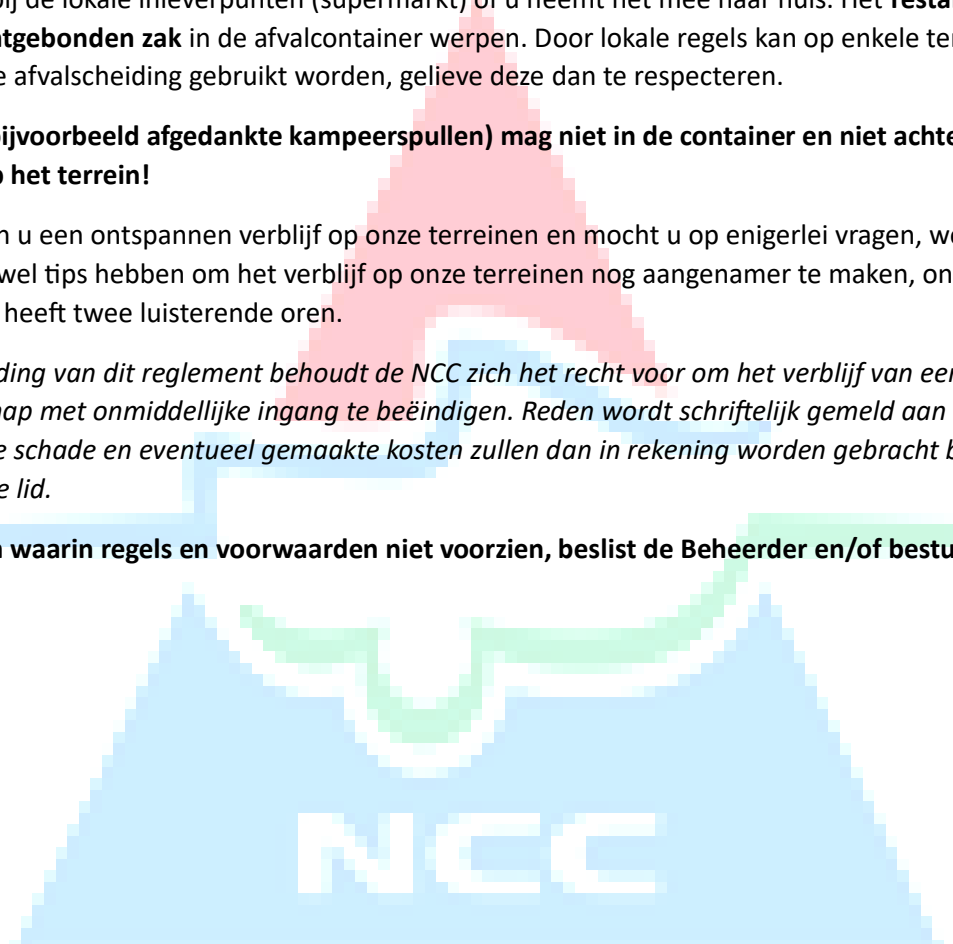 bij de lokale inleverpunten (supermarkt) of u neemt het mee naar huis. Het resta
tgebonden zak in de afvalcontainer werpen. Door lokale regels kan op enkele ter
e afvalscheiding gebruikt worden, gelieve deze dan te respecteren.
bijvoorbeeld afgedankte kampeerspullen) mag niet in de container en niet achte
het terrein!
n u een ontspannen verblijf op onze terreinen en mocht u op enigerlei vragen, w
wel tips hebben om het verblijf op onze terreinen nog aangenamer te maken, on
heeft twee luisterende oren.
ding van dit reglement behoudt de NCC zich het recht voor om het verblijf van een
ap met onmiddellijke ingang te beëindigen. Reden wordt schriftelijk gemeld aan
e schade en eventueel gemaakte kosten zullen dan in rekening worden gebracht b
e lid.
n waarin regels en voorwaarden niet voorzien, beslist de Beheerder en/of bestu
NCC